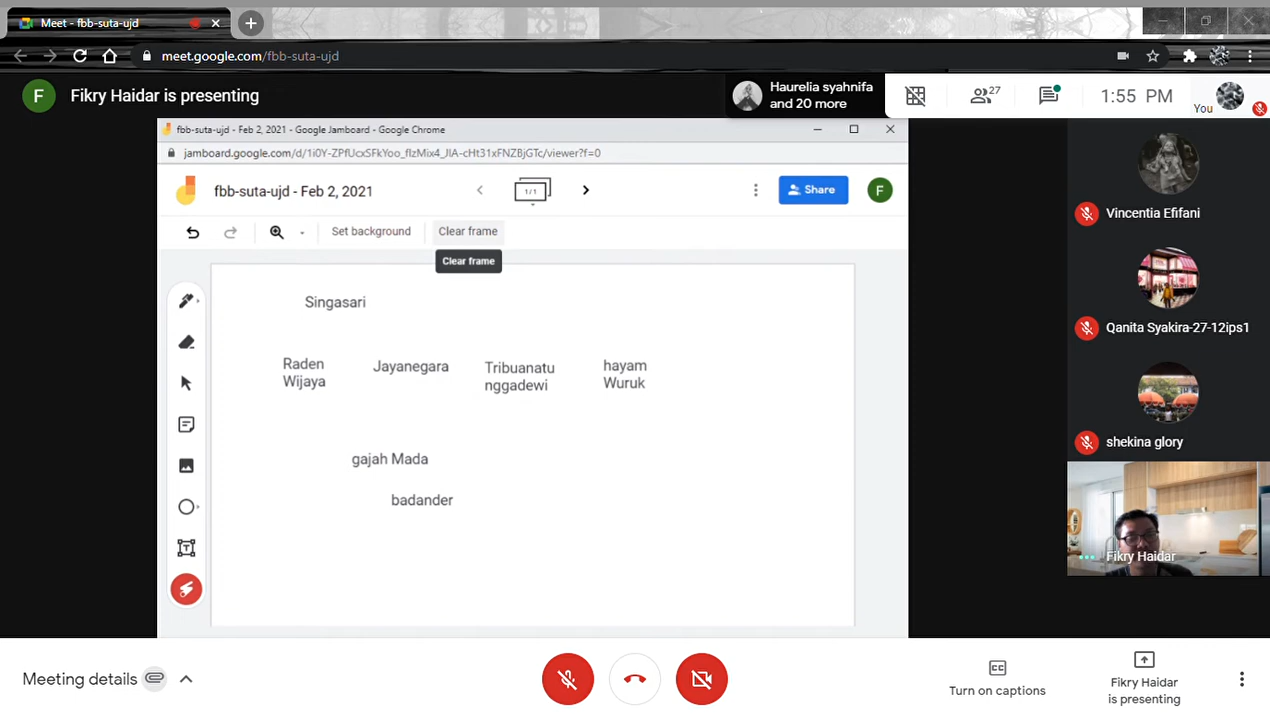 Meet - fbb-suta-ujd
meet.google.com/fbb-suta-ujd
F
Fikry Haidar is presenting
Haurelia syahnifa
and 20 more
27
1:55 PM
You
fbb-suta-ujd - Feb 2, 2021 - Google Jamboard - Google Chrome
jamboard.google.com/d/1i0Y-ZPfUcxSFkYoo_fIzMix4_JIA-cHt31xFNZBjGTc/viewer?f=0
fbb-suta-ujd - Feb 2, 2021
1/1
Share
F
Set background
Clear frame
Clear frame
Singasari
Raden
Wijaya
Jayanegara
Tribuanatu
nggadewi
hayam
Wuruk
gajah Mada
badander
Vincentia Efifani
Qanita Syakira-27-12ips1
shekina glory
Fikry Haidar
Meeting details
Turn on captions
Fikry Haidar
is presenting